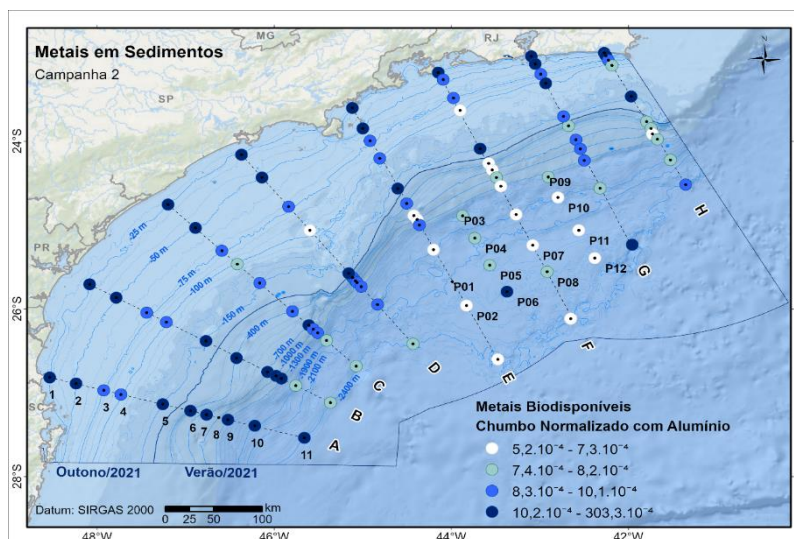 MG
RJ
Metais em Sedimentos
Campanha 2
SP
24°S
24°S
PR
26°S
26°S
SC
28°S
28°S
-25 m
-50 m
-75 m
-100 m
-150 m
-400 m
-700 m
-1000 m
-1300 m
-1900 m
-2100 m
-2400 m
P09
P10
P03
P04
P11
P07
P12
P05
P08
P01
P06
P02
H
G
F
E
D
C
B
A
1
2
3
4
5
6
7
8
9
10
11
Outono/2021
Verão/2021
Metais Biodisponíveis
Chumbo Normalizado com Alumínio
5,2.10⁻⁴ - 7,3.10⁻⁴
7,4.10⁻⁴ - 8,2.10⁻⁴
8,3.10⁻⁴ - 10,1.10⁻⁴
10,2.10⁻⁴ - 303,3.10⁻⁴
Datum: SIRGAS 2000
km
0 25 50 100
48°W
46°W
44°W
42°W